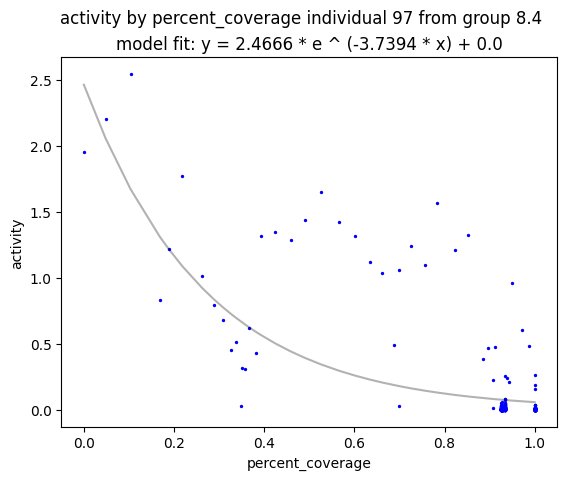 activity by percent_coverage individual 97 from group 8.4
model fit: y = 2.4666 * e ^ (-3.7394 * x) + 0.0
2.5
2.0
1.5
1.0
0.5
0.0
activity
0.0 0.2 0.4 0.6 0.8 1.0
percent_coverage